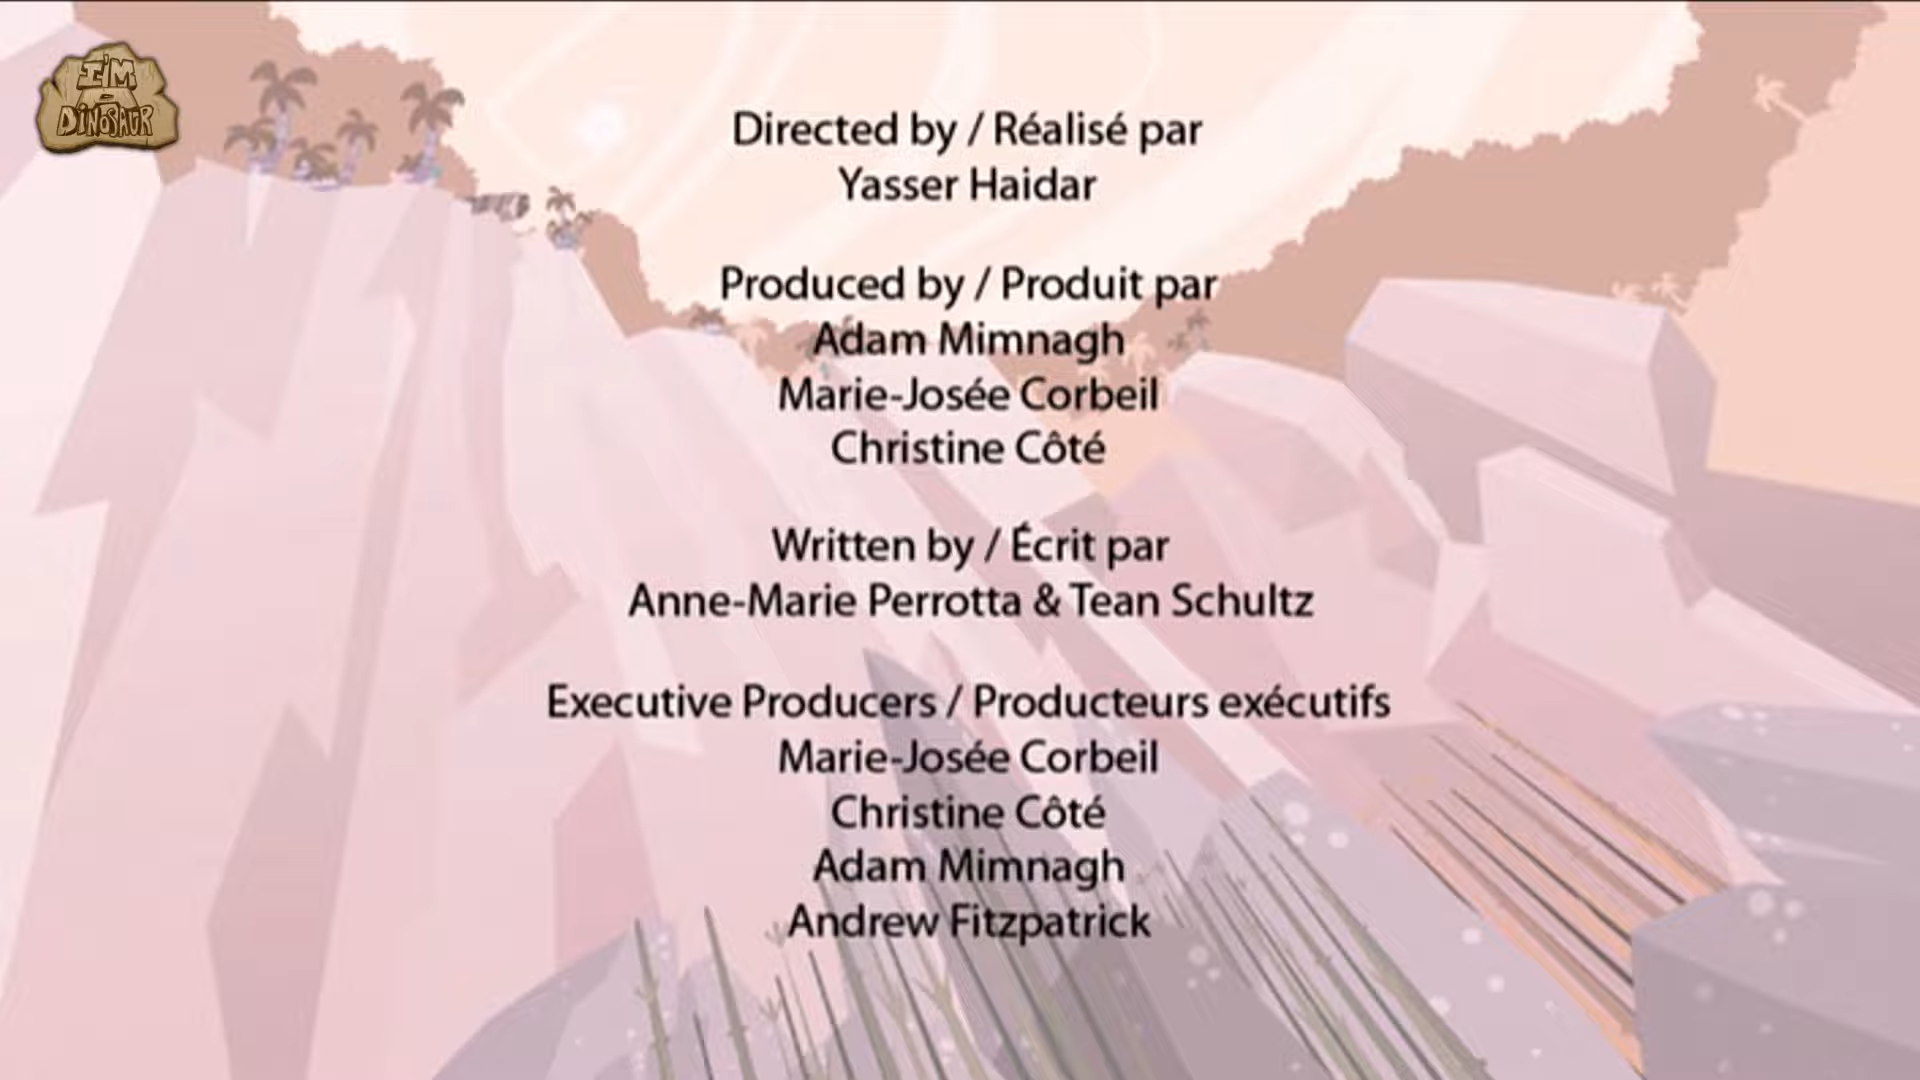 I'M
A
DINOSAUR
Directed by / Réalisé par
Yasser Haidar
Produced by / Produit par
Adam Mimnagh
Marie-Josée Corbeil
Christine Côté
Written by / Écrit par
Anne-Marie Perrotta & Tean Schultz
Executive Producers / Producteurs exécutifs
Marie-Josée Corbeil
Christine Côté
Adam Mimnagh
Andrew Fitzpatrick